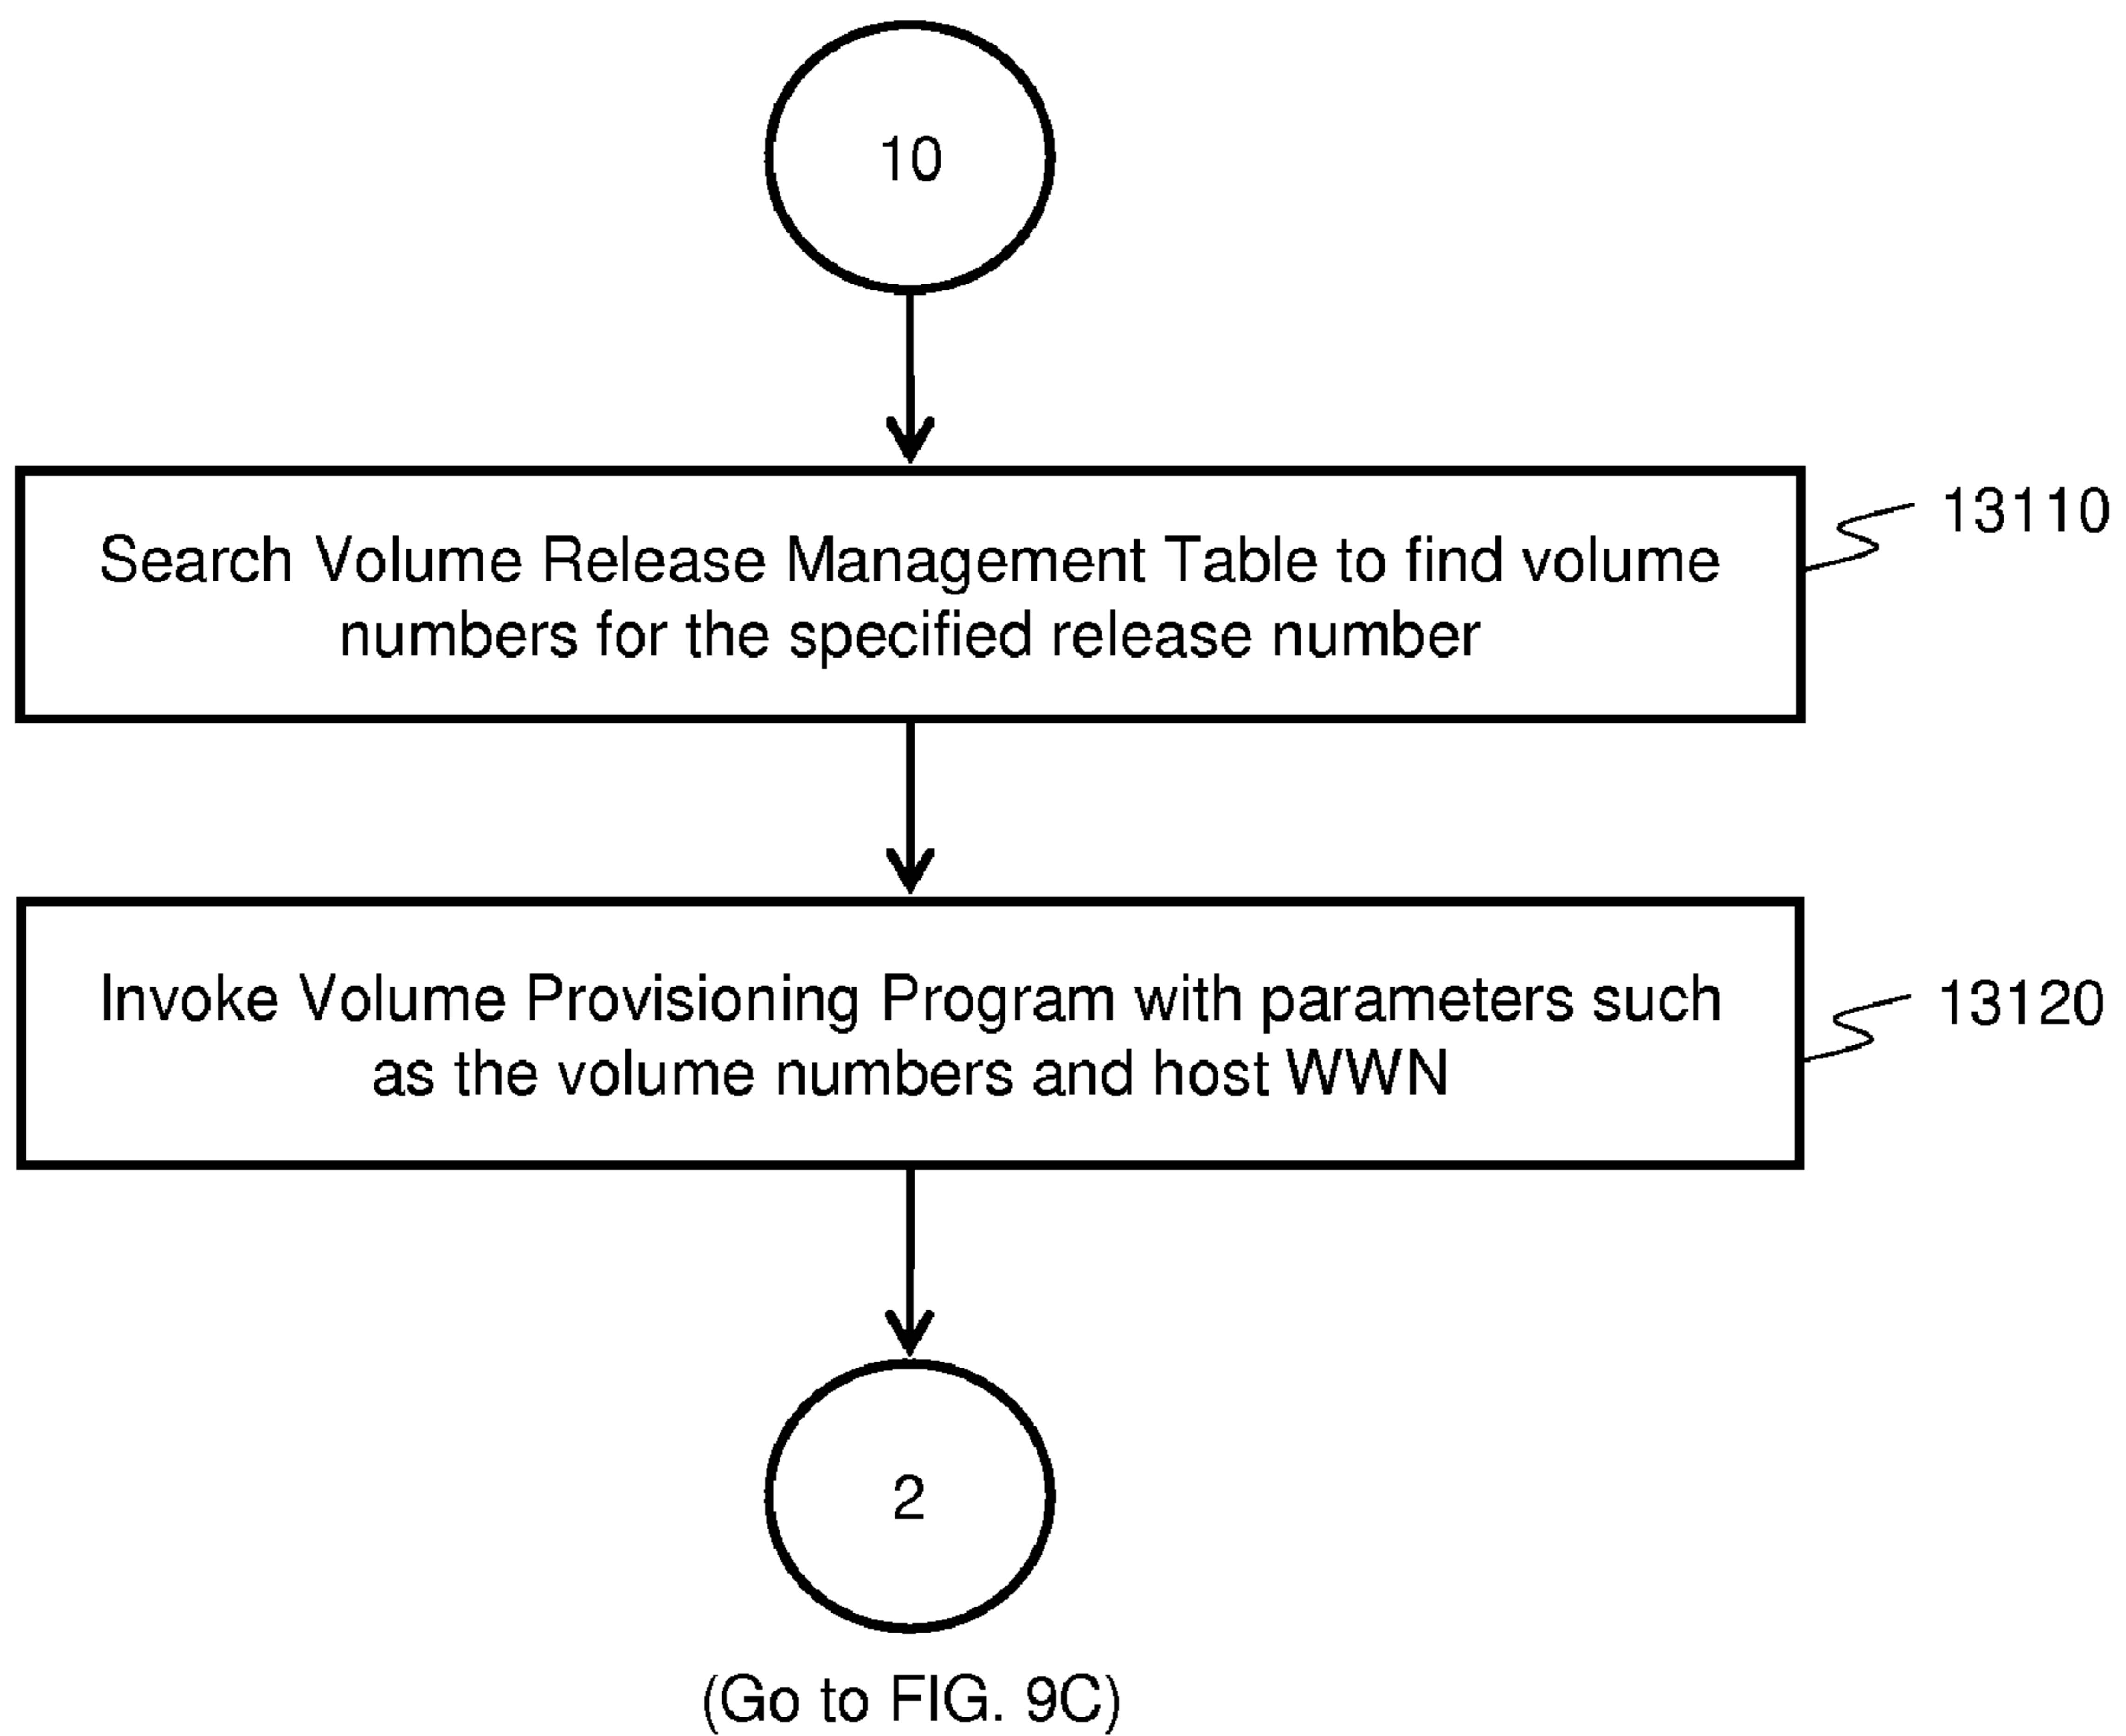 10
Search Volume Release Management Table to find volume
numbers for the specified release number
13110
Invoke Volume Provisioning Program with parameters such
as the volume numbers and host WWN
13120
2
(Go to FIG. 9C)